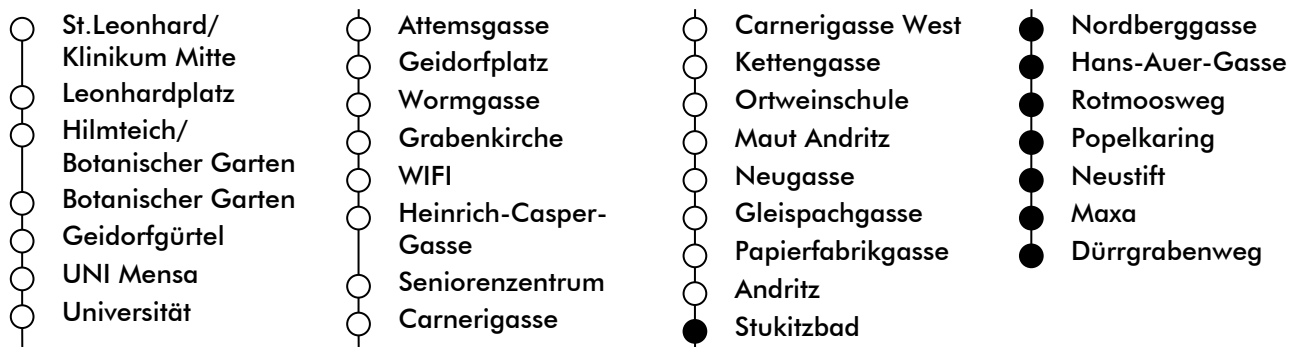 St.Leonhard/
Klinikum Mitte
Leonhardplatz
Hilmteich/
Botanischer Garten
Botanischer Garten
Geidorfgürtel
UNI Mensa
Universität
Attemsgasse
Geidorfplatz
Wormgasse
Grabenkirche
WIFI
Heinrich-Casper-
Gasse
Seniorenzentrum
Carnerigasse
Carnerigasse West
Kettengasse
Ortweinschule
Maut Andritz
Neugasse
Gleispachgasse
Papierfabrikgasse
Andritz
Stukitzbad
Nordberggasse
Hans-Auer-Gasse
Rotmoosweg
Popelkaring
Neustift
Maxa
Dürrgrabenweg